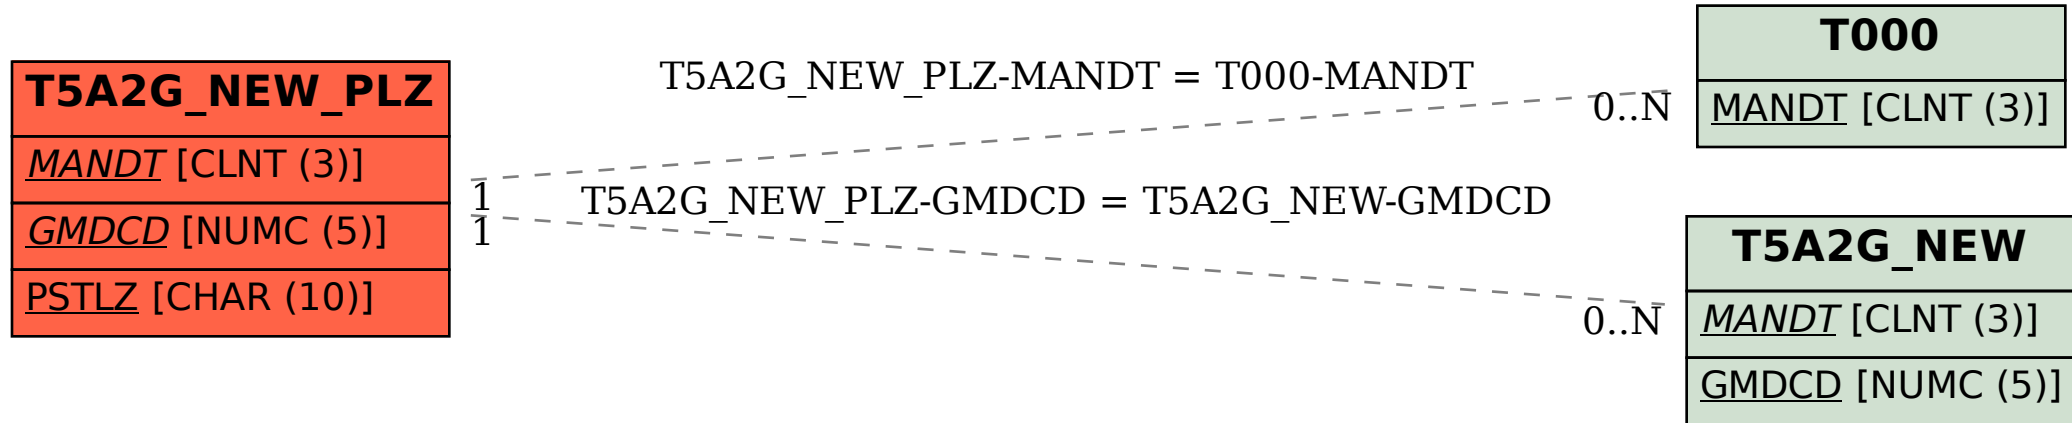 T5A2G_NEW_PLZ
MANDT [CLNT (3)]
GMDCD [NUMC (5)]
PSTLZ [CHAR (10)]
T5A2G_NEW_PLZ-MANDT = T000-MANDT
0..N
1
T5A2G_NEW_PLZ-GMDCD = T5A2G_NEW-GMDCD
1
0..N
T000
MANDT [CLNT (3)]
T5A2G_NEW
MANDT [CLNT (3)]
GMDCD [NUMC (5)]